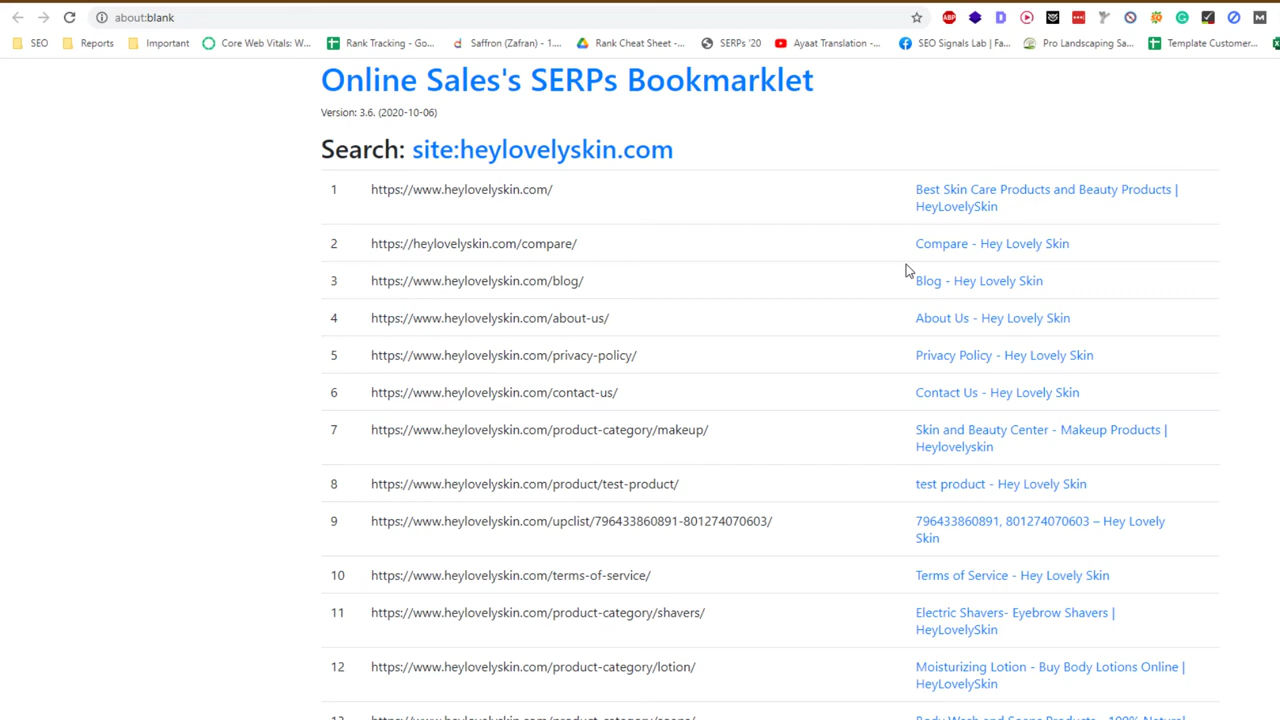 about:blank
SEO
Reports
Important
Core Web Vitals: W...
Rank Tracking - Go...
Saffron (Zafran) - 1....
Rank Cheat Sheet -...
SERPs '20
Ayaat Translation -...
SEO Signals Lab | Fa...
Pro Landscaping Sa...
Template Customer...
Online Sales's SERPs Bookmarklet
Version: 3.6. (2020-10-06)
Search: site:heylovelyskin.com
1 https://www.heylovelyskin.com/ Best Skin Care Products and Beauty Products |
HeyLovelySkin
2 https://heylovelyskin.com/compare/ Compare - Hey Lovely Skin
3 https://www.heylovelyskin.com/blog/ Blog - Hey Lovely Skin
4 https://www.heylovelyskin.com/about-us/ About Us - Hey Lovely Skin
5 https://www.heylovelyskin.com/privacy-policy/ Privacy Policy - Hey Lovely Skin
6 https://www.heylovelyskin.com/contact-us/ Contact Us - Hey Lovely Skin
7 https://www.heylovelyskin.com/product-category/makeup/ Skin and Beauty Center - Makeup Products |
Heylovelyskin
8 https://www.heylovelyskin.com/product/test-product/ test product - Hey Lovely Skin
9 https://www.heylovelyskin.com/upclist/796433860891-801274070603/ 796433860891, 801274070603 – Hey Lovely
Skin
10 https://www.heylovelyskin.com/terms-of-service/ Terms of Service - Hey Lovely Skin
11 https://www.heylovelyskin.com/product-category/shavers/ Electric Shavers- Eyebrow Shavers |
HeyLovelySkin
12 https://www.heylovelyskin.com/product-category/lotion/ Moisturizing Lotion - Buy Body Lotions Online |
HeyLovelySkin